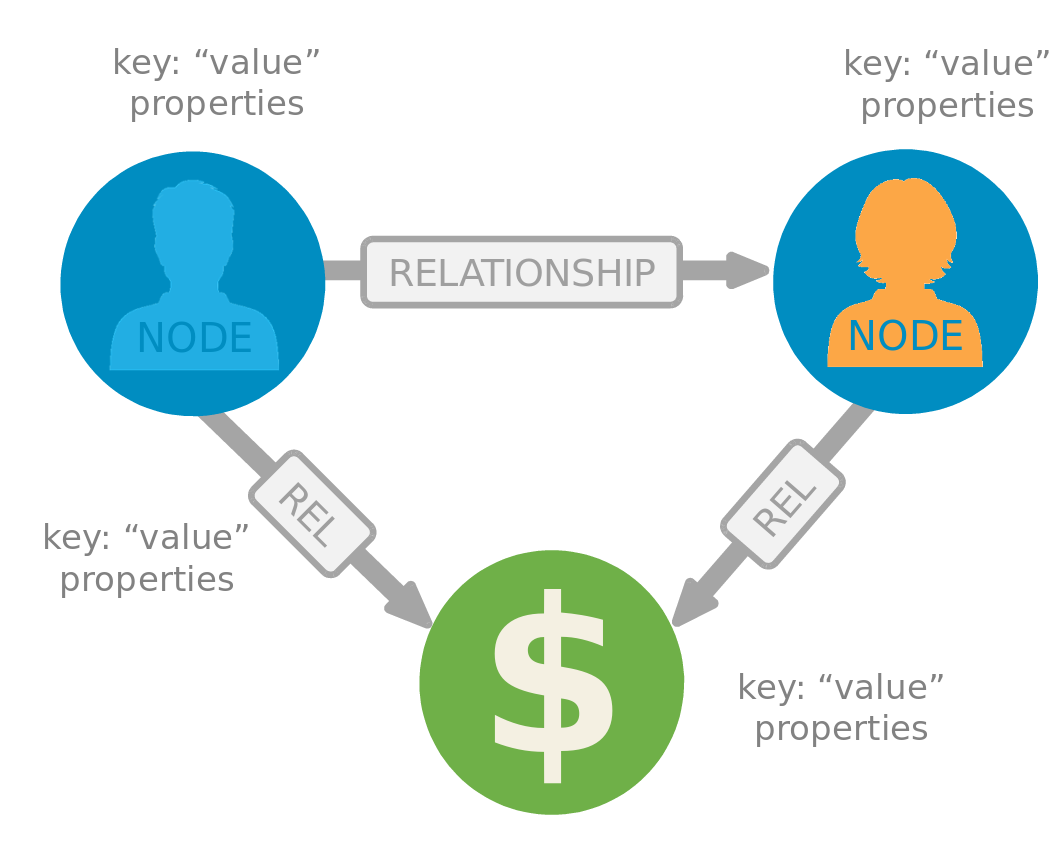 key: “value”
properties
key: “value”
properties
NODE
RELATIONSHIP
NODE
REL
REL
key: “value”
properties
$
key: “value”
properties